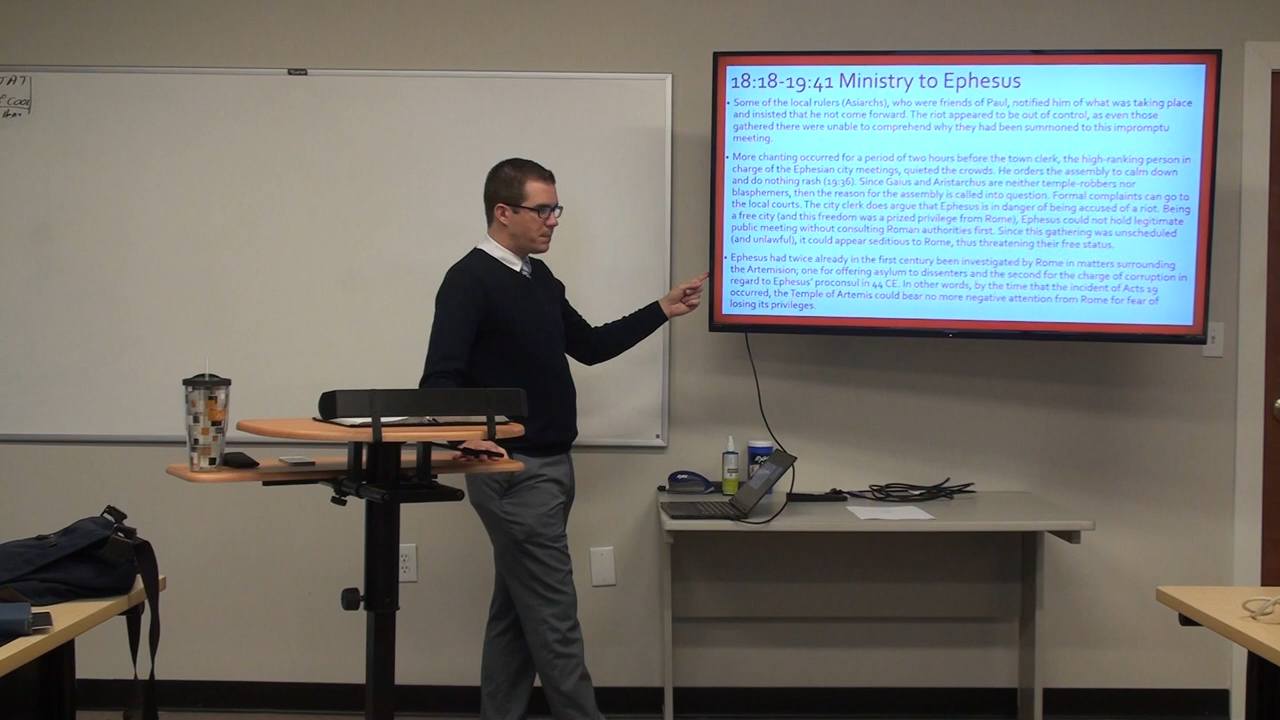 TAT
COOL
18:18-19:41 Ministry to Ephesus
• Some of the local rulers (Asiarchs), who were friends of Paul, notified him of what was taking place
and insisted that he not come forward. The riot appeared to be out of control, as even those
gathered there were unable to comprehend why they had been summoned to this impromptu
meeting.
• More chanting occurred for a period of two hours before the town clerk, the high-ranking person in
charge of the Ephesian city meetings, quieted the crowds. He orders the assembly to calm down
and do nothing rash (19:36). Since Gaius and Aristarchus are neither temple-robbers nor
blasphemers, then the reason for the assembly is called into question. Formal complaints can go to
the local courts. The city clerk does argue that Ephesus is in danger of being accused of a riot. Being
a free city (and this freedom was a prized privilege from Rome), Ephesus could not hold legitimate
public meeting without consulting Roman authorities first. Since this gathering was unscheduled
(and unlawful), it could appear seditious to Rome, thus threatening their free status.
• Ephesus had twice already in the first century been investigated by Rome in matters surrounding
the Artemision; one for offering asylum to dissenters and the second for the charge of corruption in
regard to Ephesus' proconsul in 44 CE. In other words, by the time that the incident of Acts 19
occurred, the Temple of Artemis could bear no more negative attention from Rome for fear of
losing its privileges.